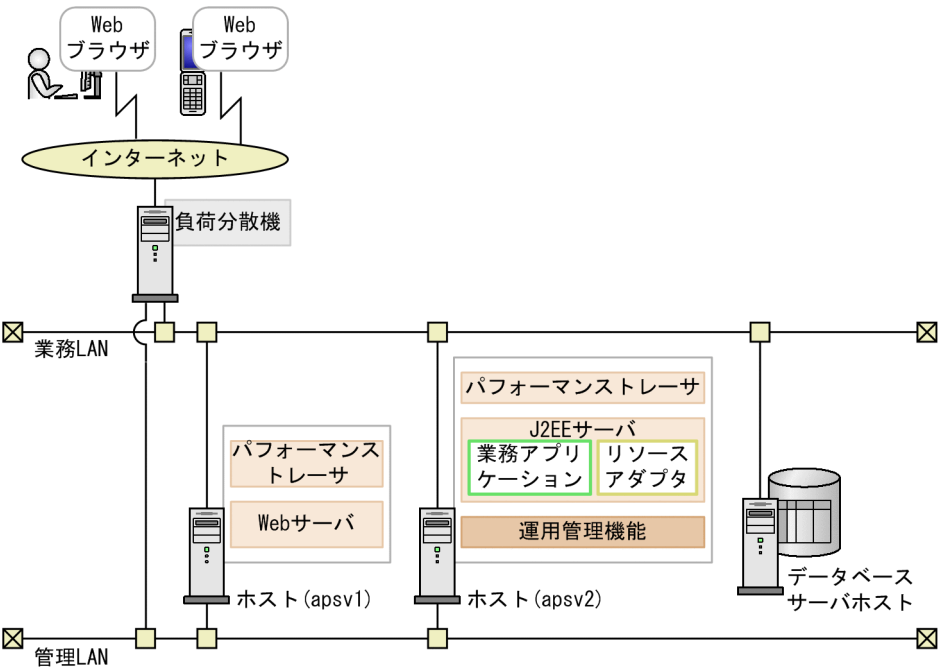 Web
ブラウザ
Web
ブラウザ
インターネット
負荷分散機
業務LAN
パフォーマンス
トレーサ
Webサーバ
ホスト(apsv1)
パフォーマンストレーサ
J2EEサーバ
業務アプリ
ケーション
リソース
アダプタ
運用管理機能
ホスト(apsv2)
データベース
サーバホスト
管理LAN